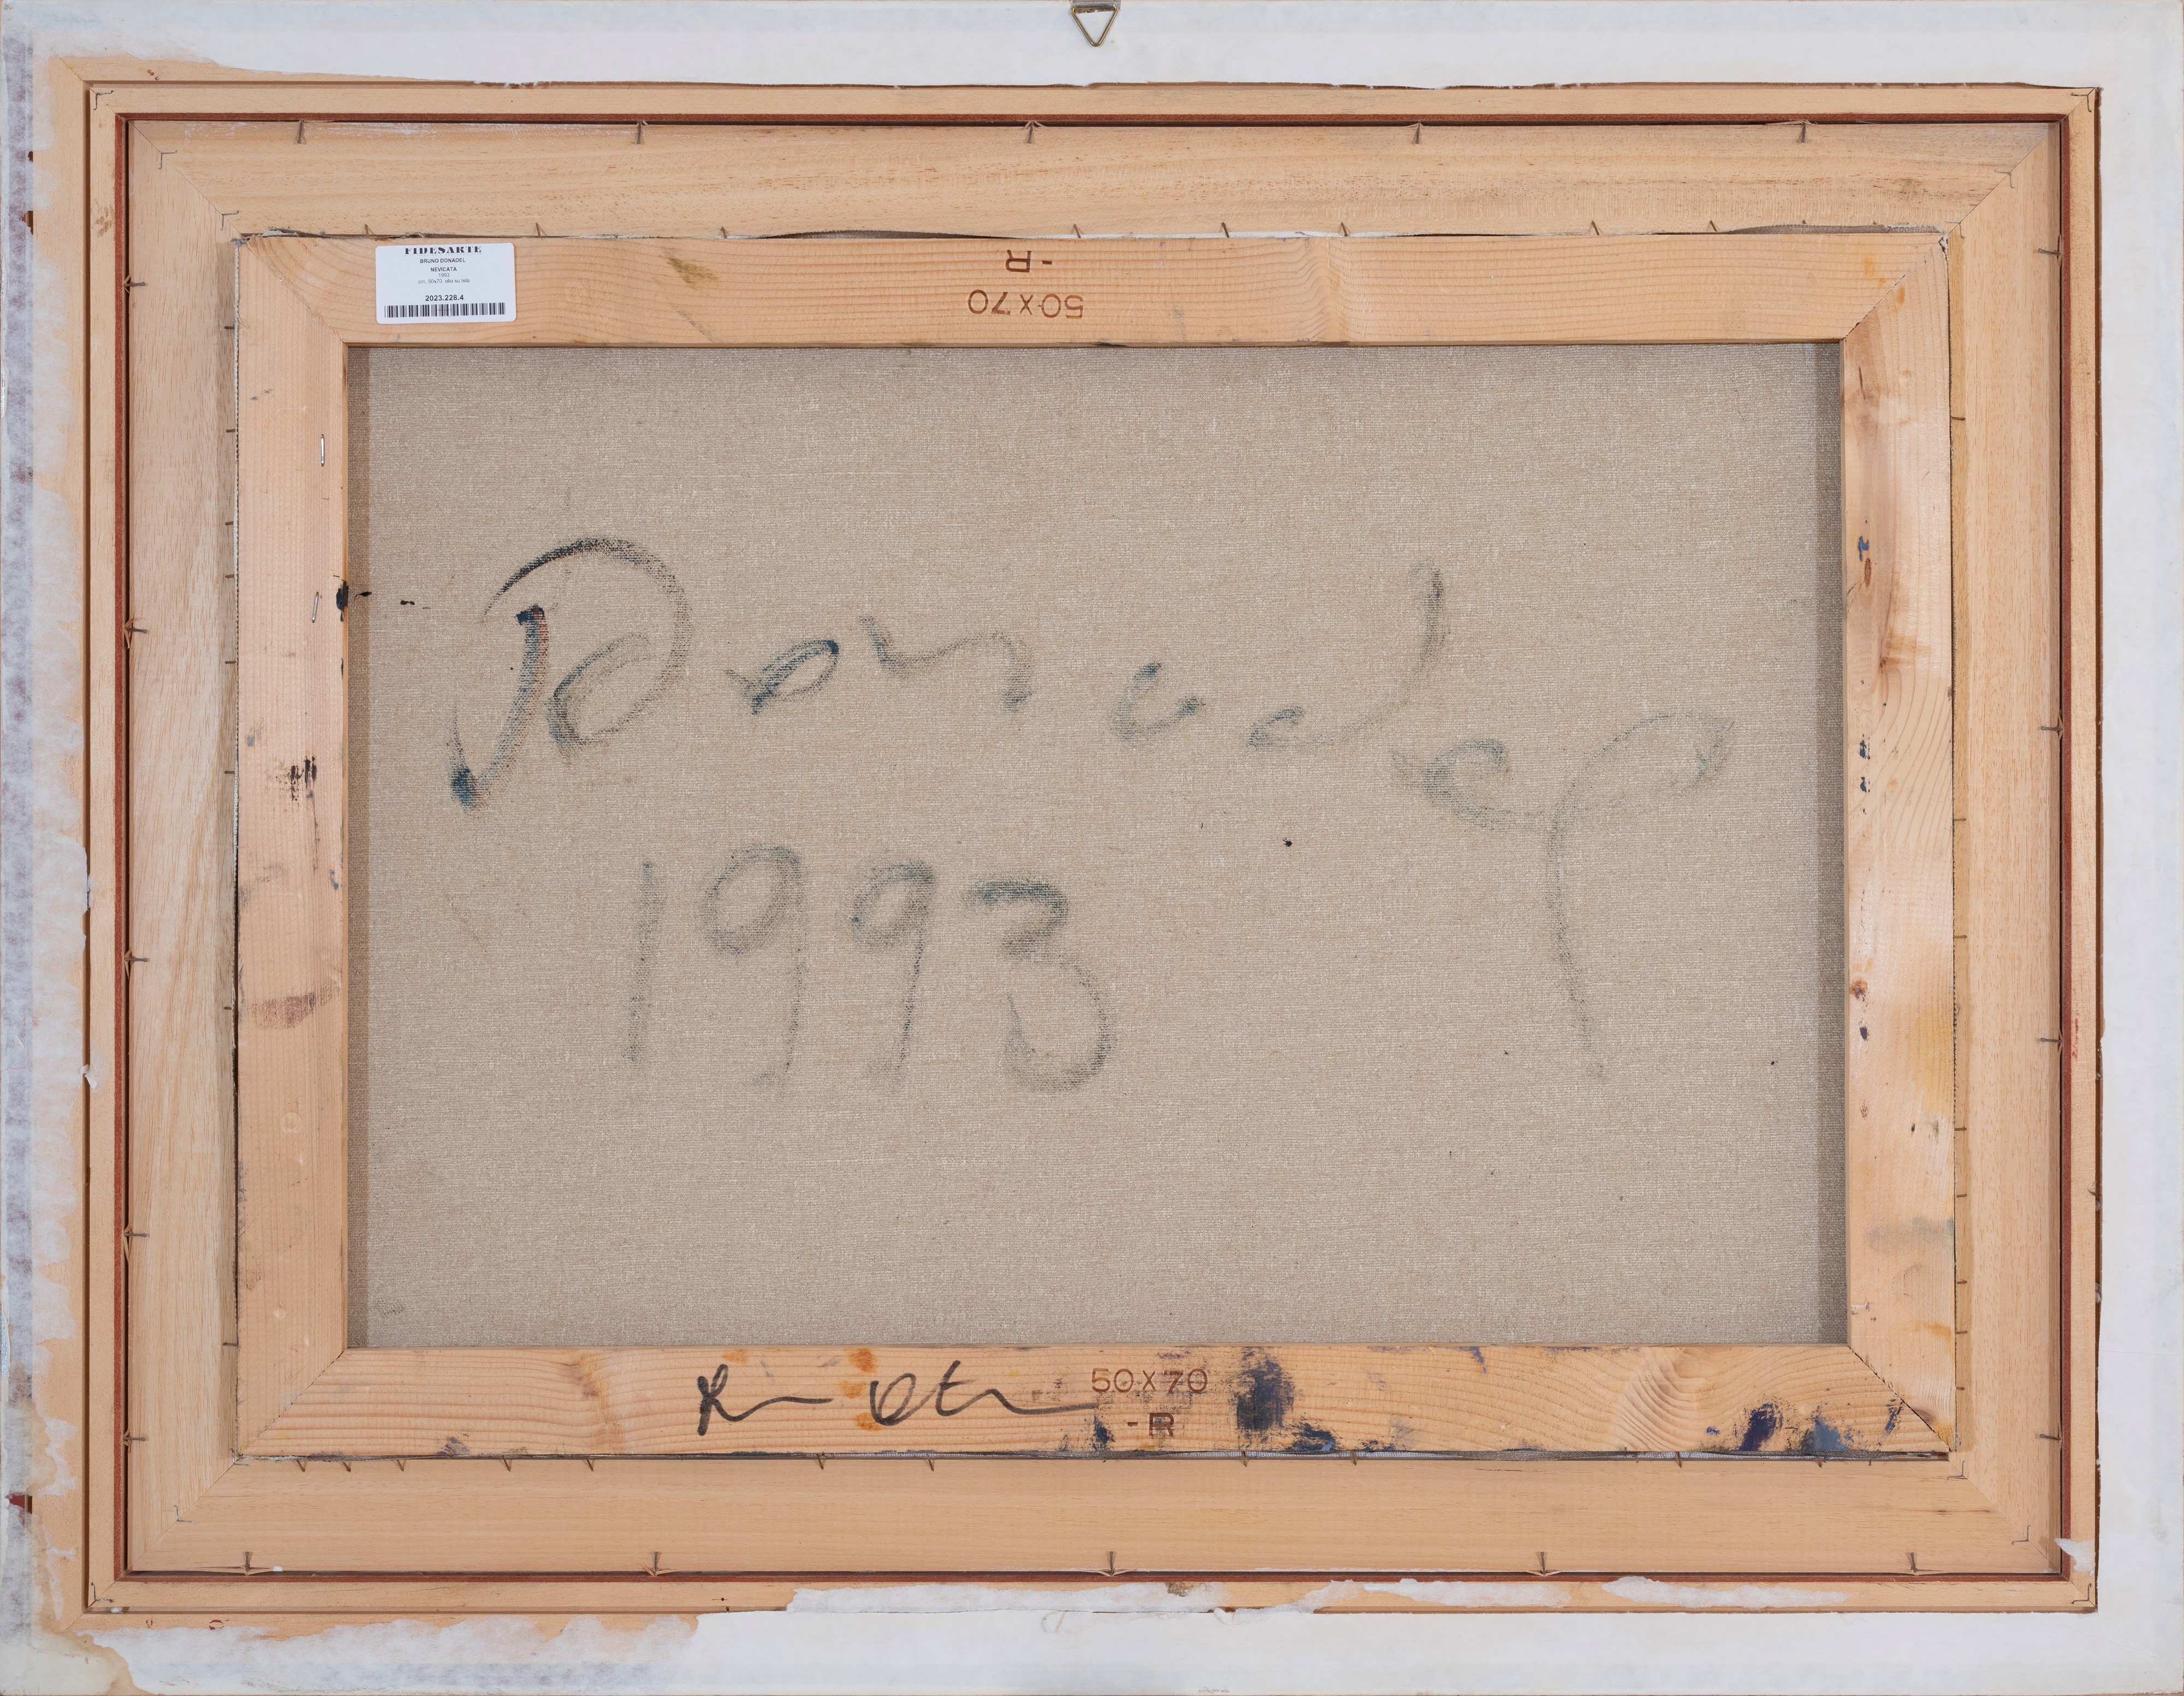 FIDESARTE
BRUNO DONADEL
NEVICATA
1993
cm. 50x70 olio su tela
2023.228.4
-R
50X70
Donadel
1993
50X70
-R